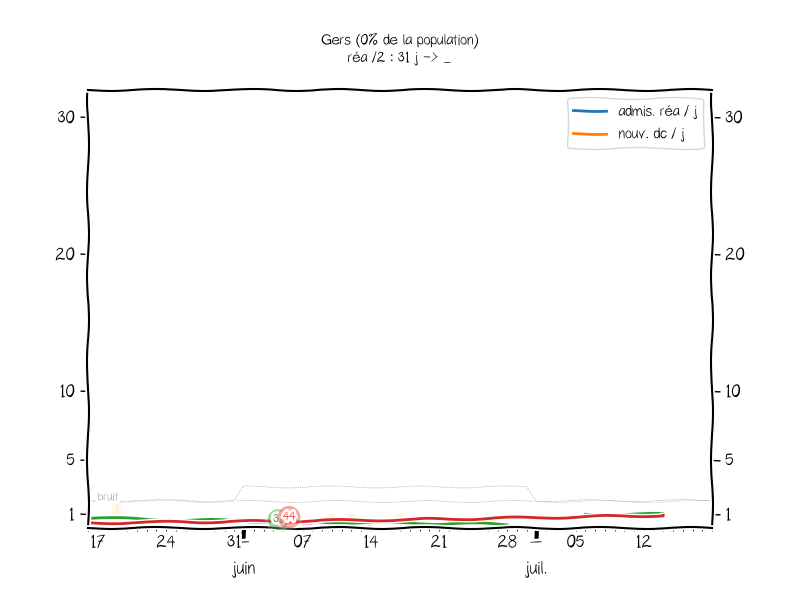 Gers (0% de la population)
réa /2 : 31 j -> _
admis. réa / j
nouv. dc / j
30
30
20
20
10
10
5
5
bruit
1
44
1
17 24 31 07 14 21 28 05 12
juin juil.